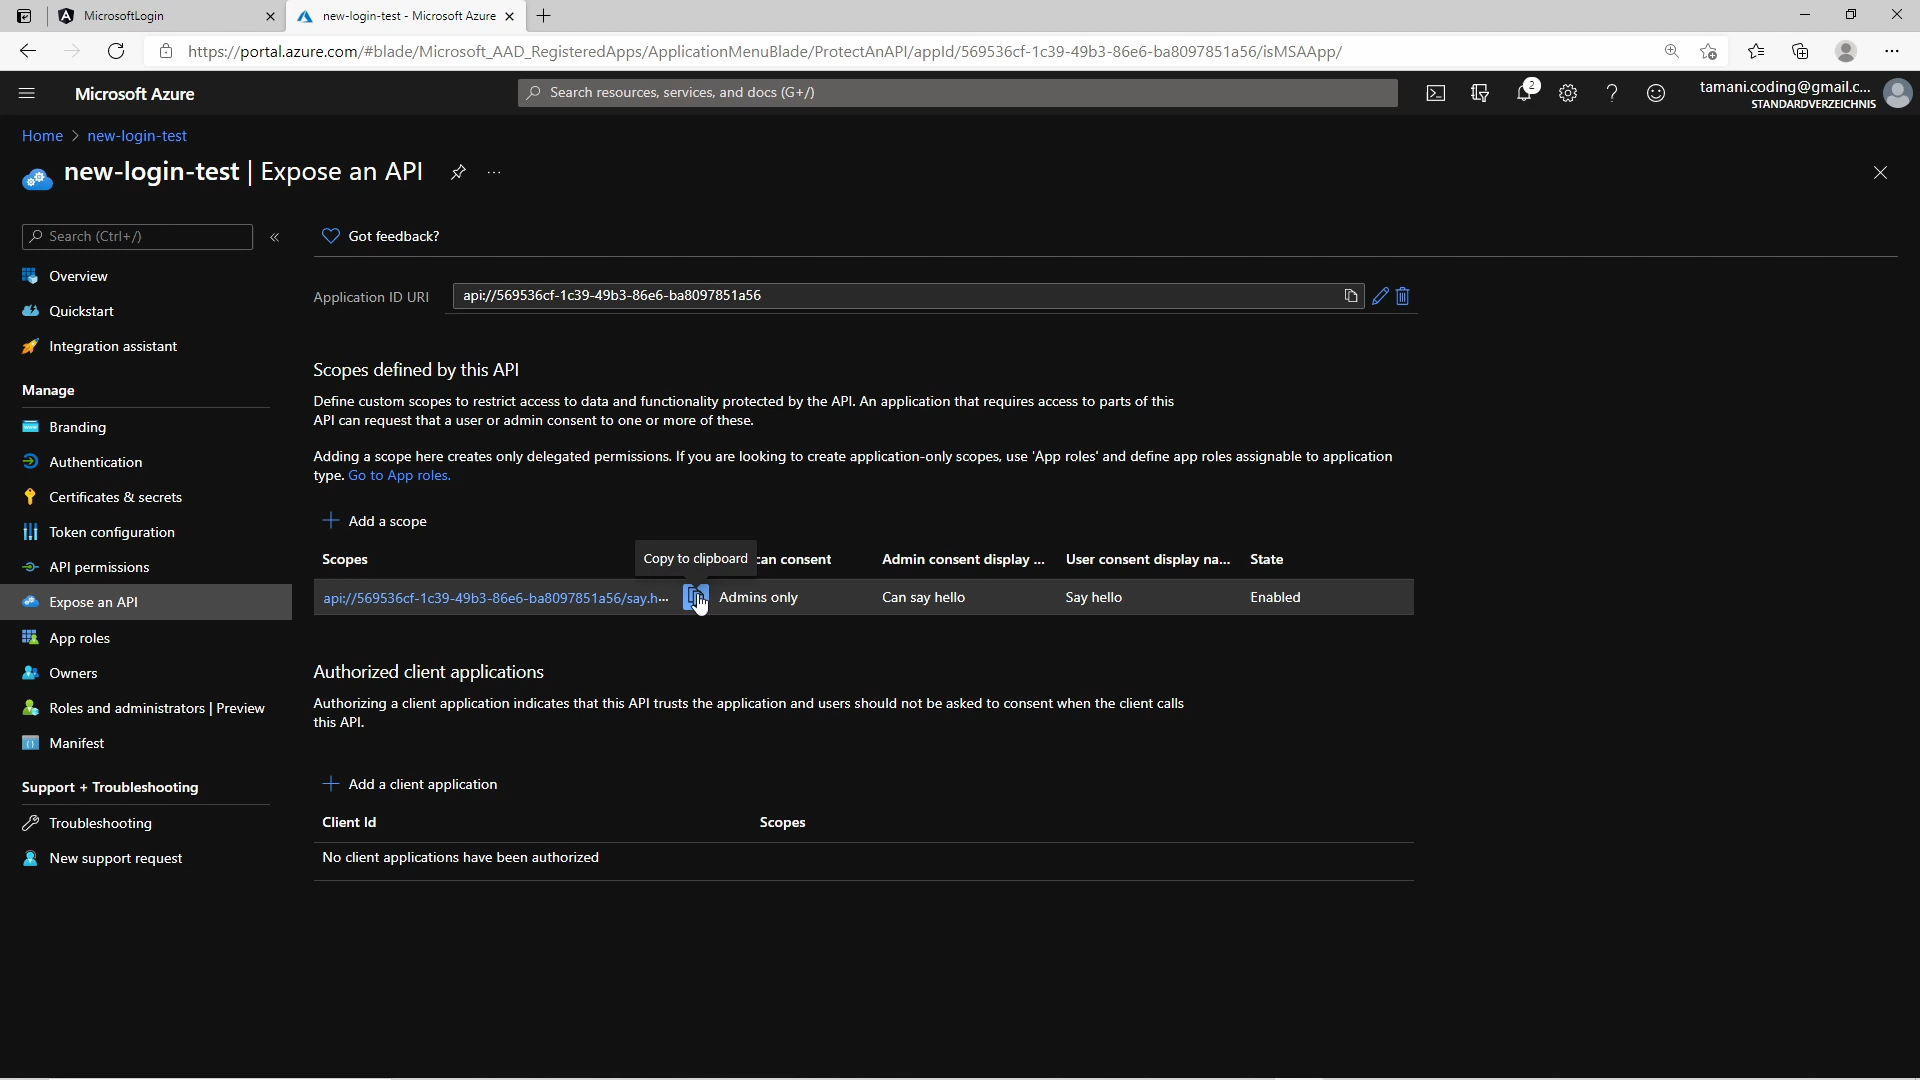 MicrosoftLogin
new-login-test - Microsoft Azure
https://portal.azure.com/#blade/Microsoft_AAD_RegisteredApps/ApplicationMenuBlade/ProtectAnAPI/appId/569536cf-1c39-49b3-86e6-ba8097851a56/isMSAApp/
Microsoft Azure
Search resources, services, and docs (G+/)
2
tamani.coding@gmail.c...
STANDARDVERZEICHNIS
Home > new-login-test
new-login-test | Expose an API
...
Search (Ctrl+/)
«
Got feedback?
Overview
Quickstart
Integration assistant
Manage
Branding
Authentication
Certificates & secrets
Token configuration
API permissions
Expose an API
App roles
Owners
Roles and administrators | Preview
Manifest
Support + Troubleshooting
Troubleshooting
New support request
Application ID URI
api://569536cf-1c39-49b3-86e6-ba8097851a56
Scopes defined by this API
Define custom scopes to restrict access to data and functionality protected by the API. An application that requires access to parts of this
API can request that a user or admin consent to one or more of these.
Adding a scope here creates only delegated permissions. If you are looking to create application-only scopes, use 'App roles' and define app roles assignable to application
type. Go to App roles.
Add a scope
Copy to clipboard
Scopes can consent Admin consent display ... User consent display na... State
api://569536cf-1c39-49b3-86e6-ba8097851a56/say.h... Admins only Can say hello Say hello Enabled
Authorized client applications
Authorizing a client application indicates that this API trusts the application and users should not be asked to consent when the client calls
this API.
Add a client application
Client Id Scopes
No client applications have been authorized